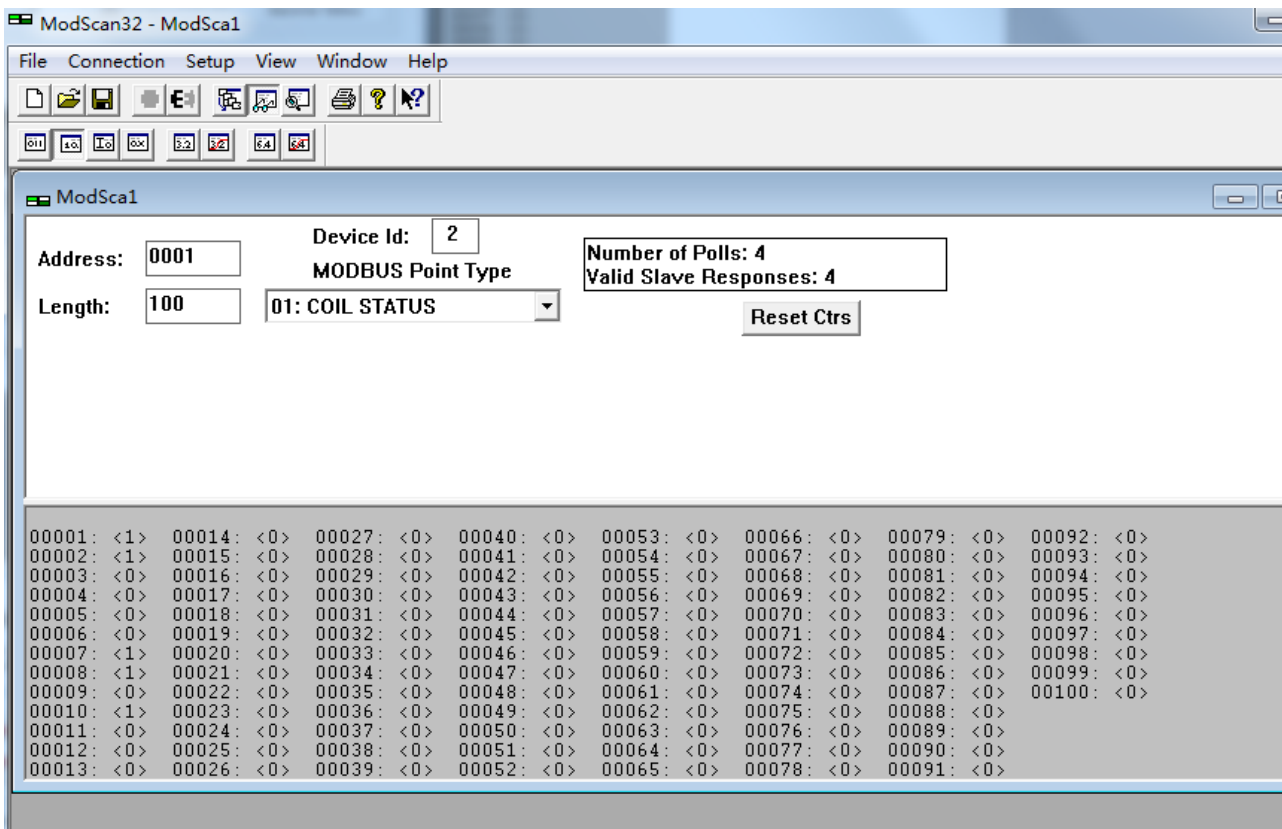 ModScan32 - ModSca1
File Connection Setup View Window Help
ModSca1
Address: 0001
Device Id: 2
MODBUS Point Type
Length: 100
01: COIL STATUS
Number of Polls: 4
Valid Slave Responses: 4
Reset Ctrs
00001: <1> 00014: <0> 00027: <0> 00040: <0> 00053: <0> 00066: <0> 00079: <0> 00092: <0>
00002: <1> 00015: <0> 00028: <0> 00041: <0> 00054: <0> 00067: <0> 00080: <0> 00093: <0>
00003: <0> 00016: <0> 00029: <0> 00042: <0> 00055: <0> 00068: <0> 00081: <0> 00094: <0>
00004: <0> 00017: <0> 00030: <0> 00043: <0> 00056: <0> 00069: <0> 00082: <0> 00095: <0>
00005: <0> 00018: <0> 00031: <0> 00044: <0> 00057: <0> 00070: <0> 00083: <0> 00096: <0>
00006: <0> 00019: <0> 00032: <0> 00045: <0> 00058: <0> 00071: <0> 00084: <0> 00097: <0>
00007: <1> 00020: <0> 00033: <0> 00046: <0> 00059: <0> 00072: <0> 00085: <0> 00098: <0>
00008: <1> 00021: <0> 00034: <0> 00047: <0> 00060: <0> 00073: <0> 00086: <0> 00099: <0>
00009: <0> 00022: <0> 00035: <0> 00048: <0> 00061: <0> 00074: <0> 00087: <0> 00100: <0>
00010: <1> 00023: <0> 00036: <0> 00049: <0> 00062: <0> 00075: <0> 00088: <0>
00011: <0> 00024: <0> 00037: <0> 00050: <0> 00063: <0> 00076: <0> 00089: <0>
00012: <0> 00025: <0> 00038: <0> 00051: <0> 00064: <0> 00077: <0> 00090: <0>
00013: <0> 00026: <0> 00039: <0> 00052: <0> 00065: <0> 00078: <0> 00091: <0>